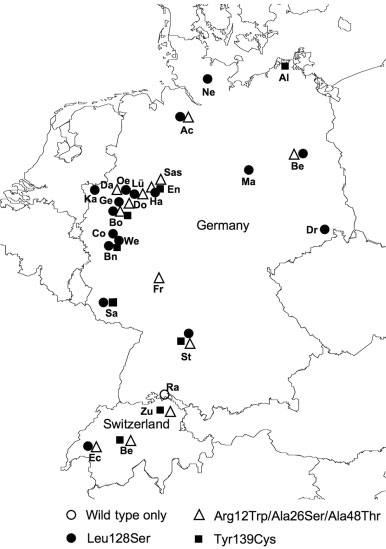 Ne
Al
Ac
Sas
Be
Da Oe Lü En
Ma
Ka Ge Do Ha
Bo
Germany
Dr
Co We
Bn
Fr
Sa
St
Ra
Zu
Switzerland
Be
Ec
Wild type only Arg12Trp/Ala26Ser/Ala48Thr
Leu128Ser Tyr139Cys